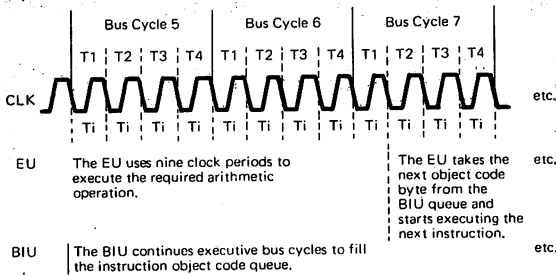 Bus Cycle 5 Bus Cycle 6 Bus Cycle 7
T1 T2 T3 T4 T1 T2 T3 T4 T1 T2 T3 T4
CLK etc.
Ti Ti Ti Ti Ti Ti Ti Ti Ti Ti Ti Ti
EU The EU uses nine clock periods to The EU takes the etc.
execute the required arithmetic next object code
operation. byte from the
BIU queue and
starts executing the
next instruction.
BIU The BIU continues executive bus cycles to fill etc.
the instruction object code queue.